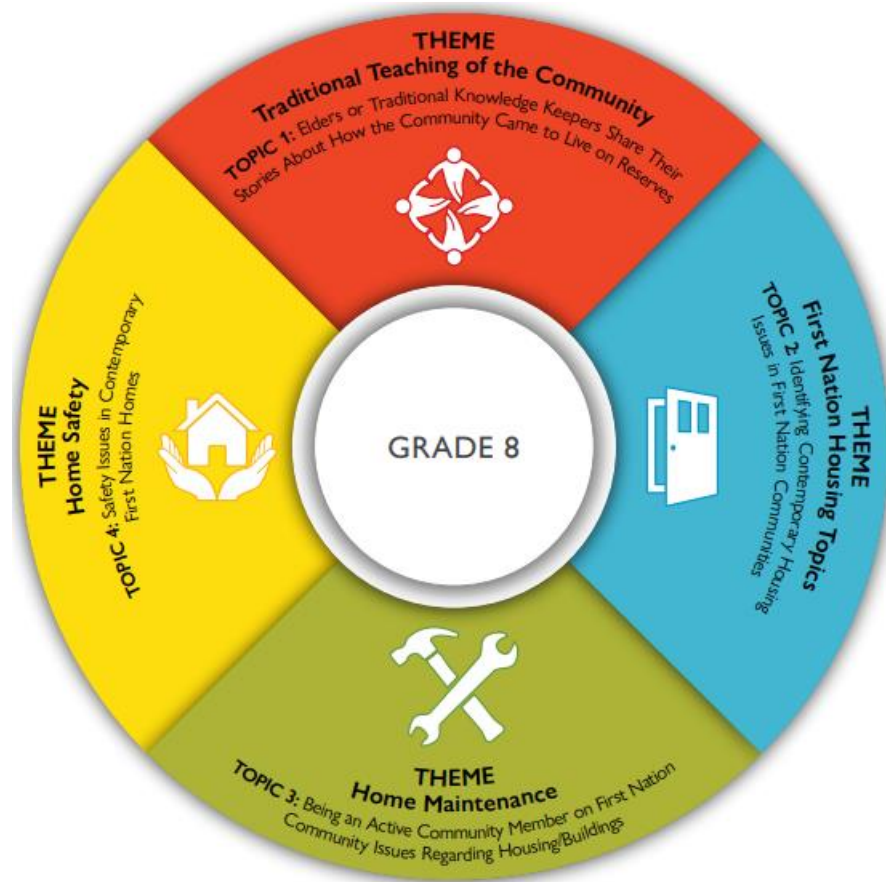 THEME
Traditional Teaching of the Community
TOPIC 1: Elders or Traditional Knowledge Keepers Share Their
Stories About How the Community Came to Live on Reserves
THEME
First Nation Housing Topics
TOPIC 2: Identifying Contemporary Housing
Issues in First Nation Communities
THEME
Home Maintenance
TOPIC 3: Being an Active Community Member on First Nation
Community Issues Regarding Housing/Buildings
THEME
Home Safety
TOPIC 4: Safety Issues in Contemporary
First Nation Homes
GRADE 8